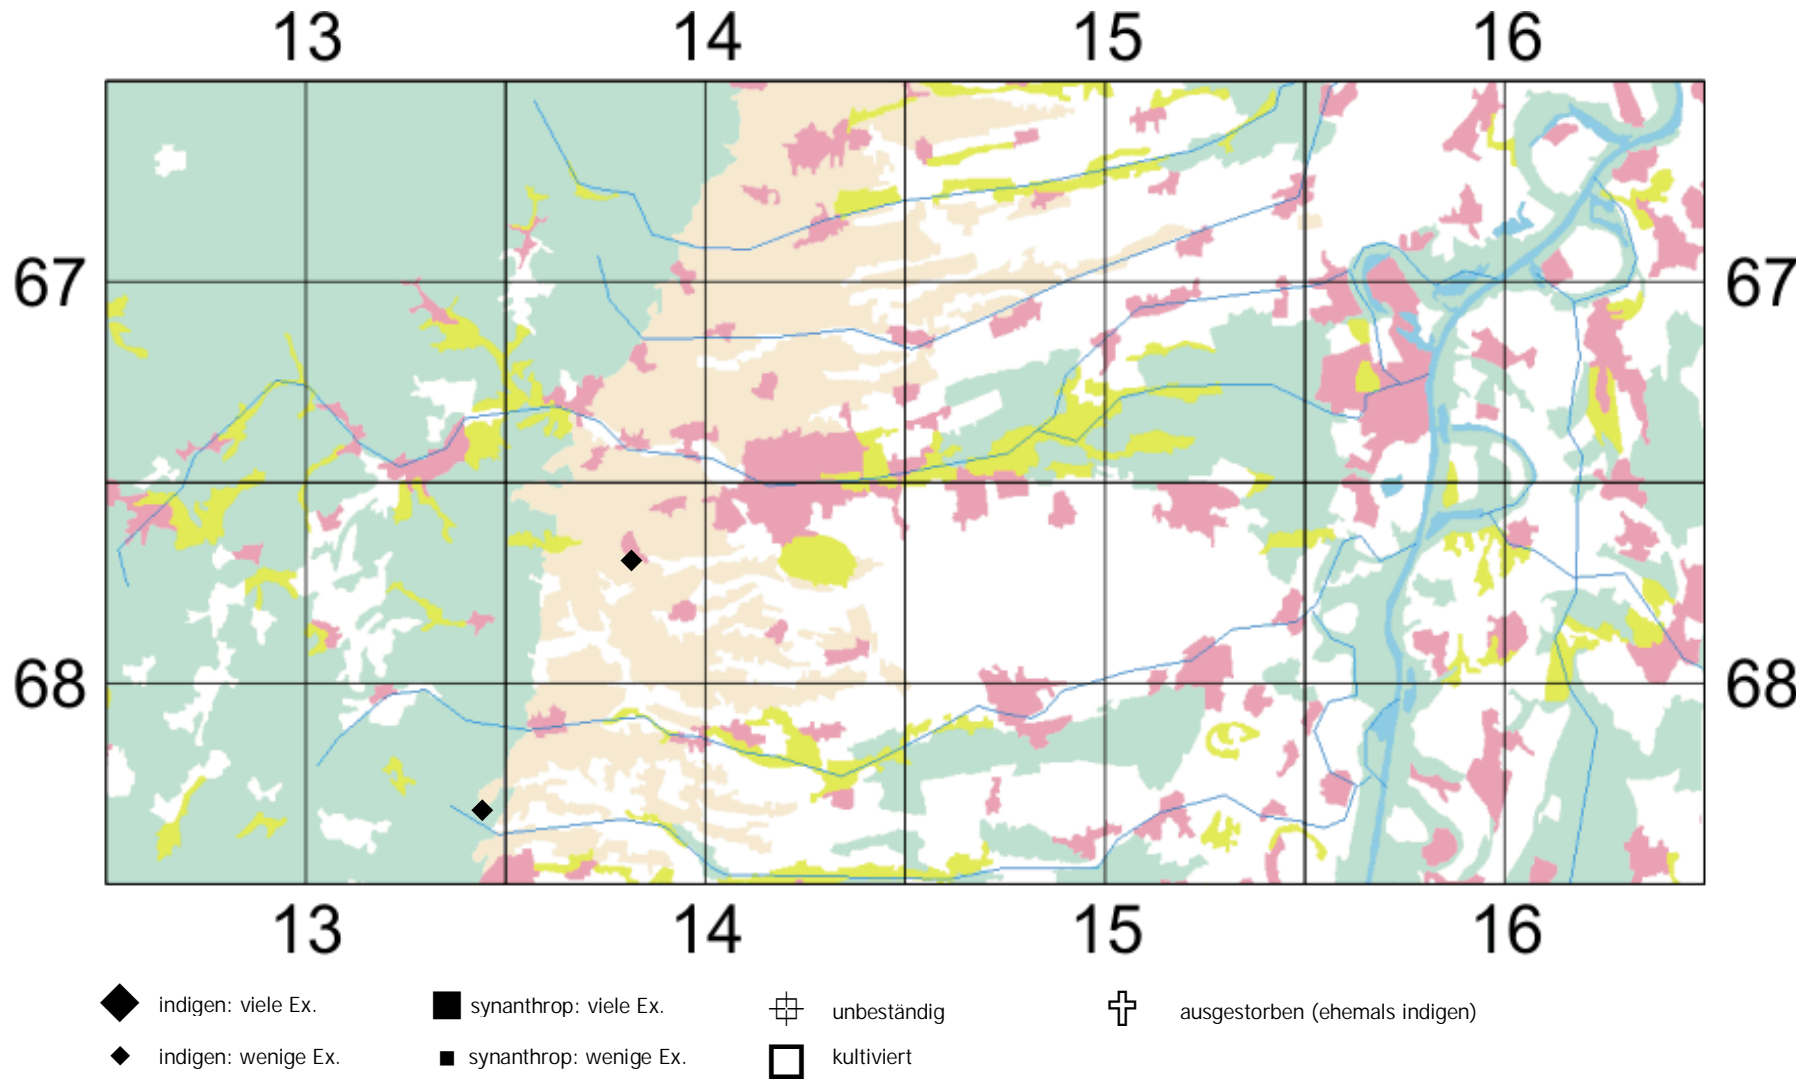 13 14 15 16
67 67
68 68
13 14 15 16
indigen: viele Ex. synanthrop: viele Ex. unbeständig ausgestorben (ehemals indigen)
indigen: wenige Ex. synanthrop: wenige Ex. kultiviert